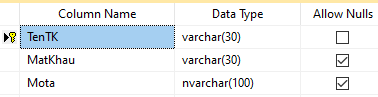 Column Name Data Type Allow Nulls
TenTK varchar(30)
MatKhau varchar(30)
Mota nvarchar(100)